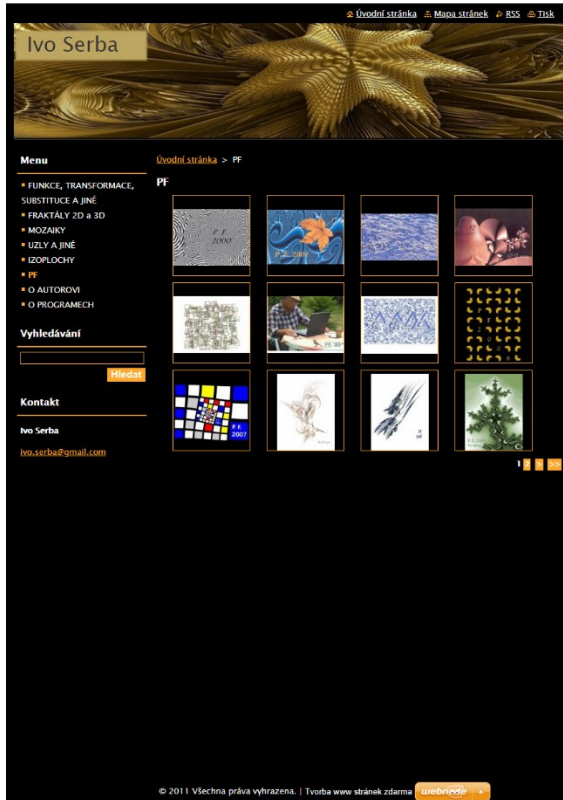 Úvodní stránka Mapa stránek RSS Tisk
Ivo Serba
Menu
FUNKCE, TRANSFORMACE,
SUBSTITUCE A JINÉ
FRAKTÁLY 2D a 3D
MOZAIKY
UZLY A JINÉ
IZOPLOCHY
PF
O AUTOROVI
O PROGRAMECH
Vyhledávání
Hledat
Kontakt
Ivo Serba
ivo.serba@gmail.com
Úvodní stránka > PF
PF
P. F.
2000
P. F.
2007
1 2 > >>
© 2011 Všechna práva vyhrazena. | Tvorba www stránek zdarma webnode